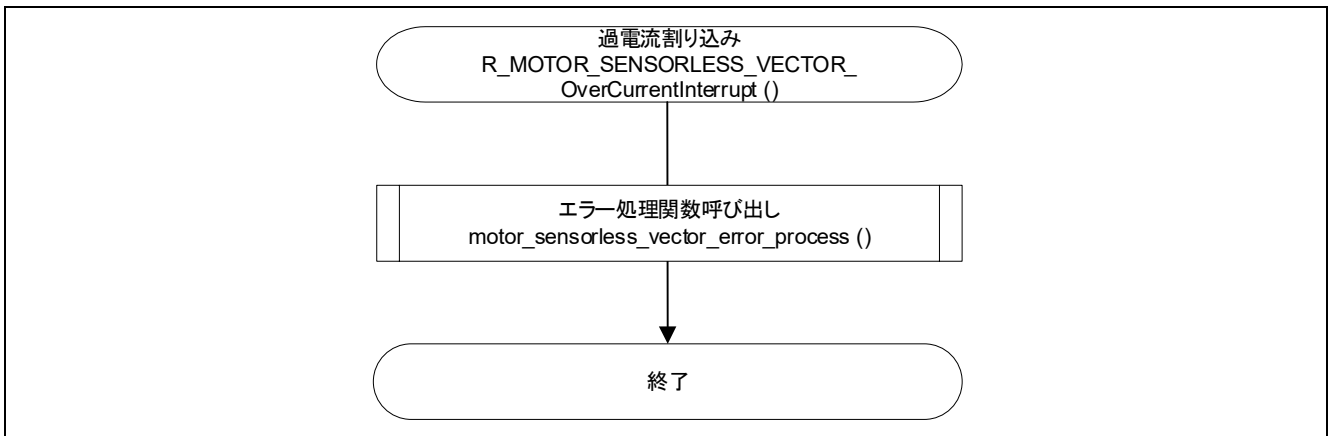 過電流割り込み
R_MOTOR_SENSORLESS_VECTOR_
OverCurrentInterrupt ()
エラー処理関数呼び出し
motor_sensorless_vector_error_process ()
終了